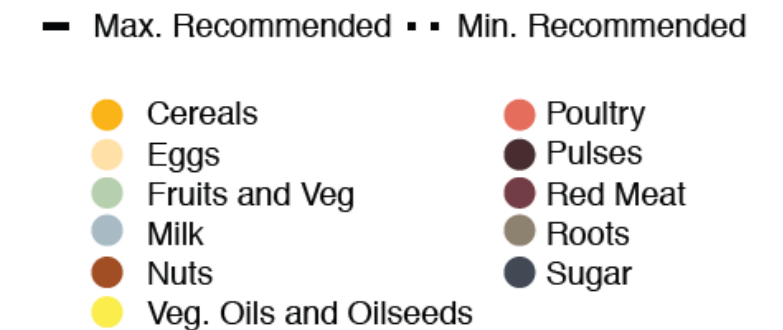 Max. Recommended Min. Recommended
Cereals
Eggs
Fruits and Veg
Milk
Nuts
Veg. Oils and Oilseeds
Poultry
Pulses
Red Meat
Roots
Sugar